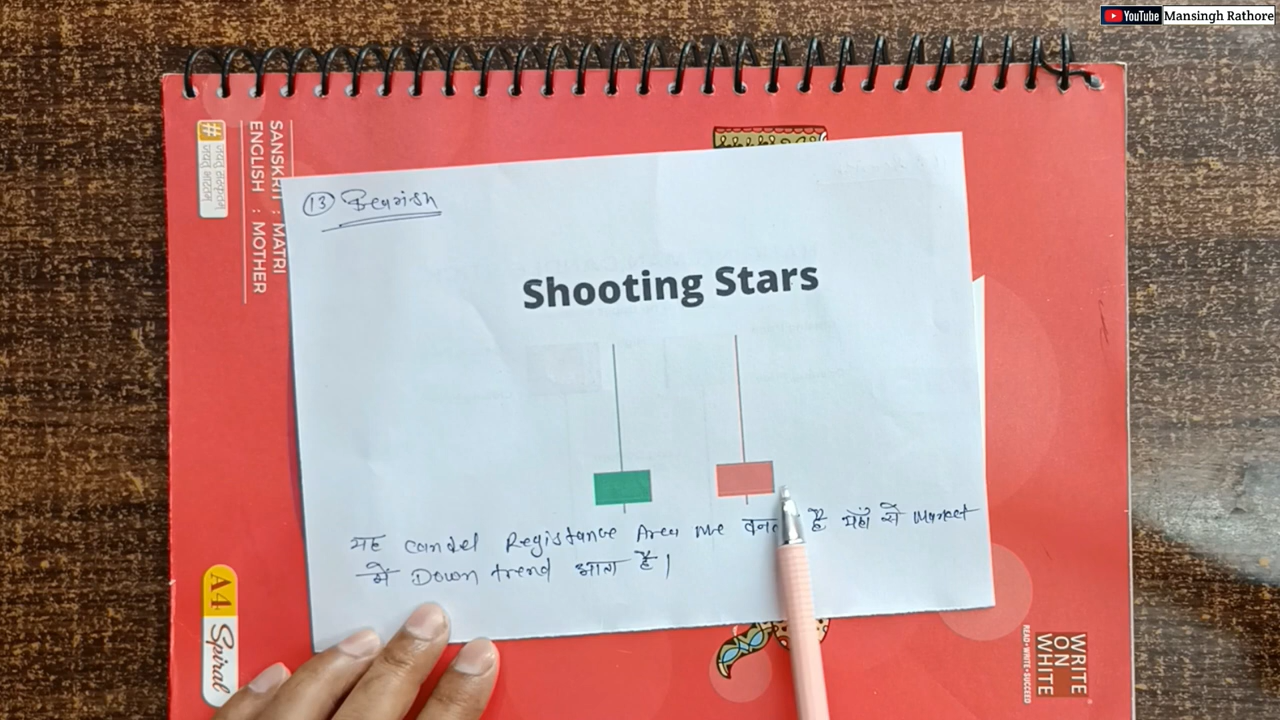 YouTube Mansingh Rathore
SANSKRIT : MATRI
ENGLISH : MOTHER
#
13 Bearish
Shooting Stars
यह Candel Registance Area Me है यहाँ से Market
में Down trend आता है।
A4
Spiral
WRITE
ON
WHITE
READ•WRITE•SUCCEED